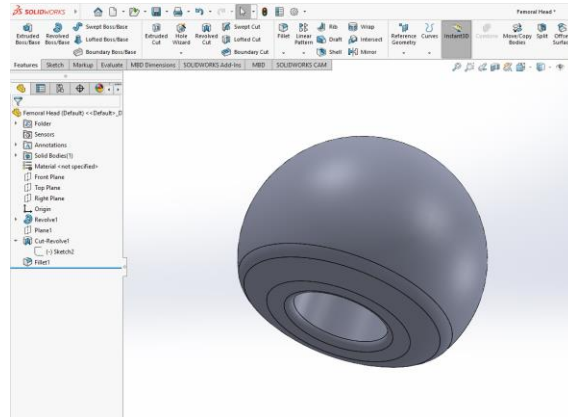 SOLIDWORKS
Femoral Head *
Extruded Boss/Base
Revolved Boss/Base
Swept Boss/Base
Lofted Boss/Base
Boundary Boss/Base
Extruded Cut
Hole Wizard
Revolved Cut
Swept Cut
Lofted Cut
Boundary Cut
Fillet
Linear Pattern
Rib
Draft
Shell
Wrap
Intersect
Mirror
Reference Geometry
Curves
Instant3D
Combine
Move/Copy Bodies
Split
Features Sketch Markup Evaluate MBD Dimensions SOLIDWORKS Add-Ins MBD SOLIDWORKS CAM
Femoral Head (Default) <<Default>_D
Folder
Sensors
Annotations
Solid Bodies(1)
Material <not specified>
Front Plane
Top Plane
Right Plane
Origin
Revolve1
Plane1
Cut-Revolve1
(-) Sketch2
Fillet1